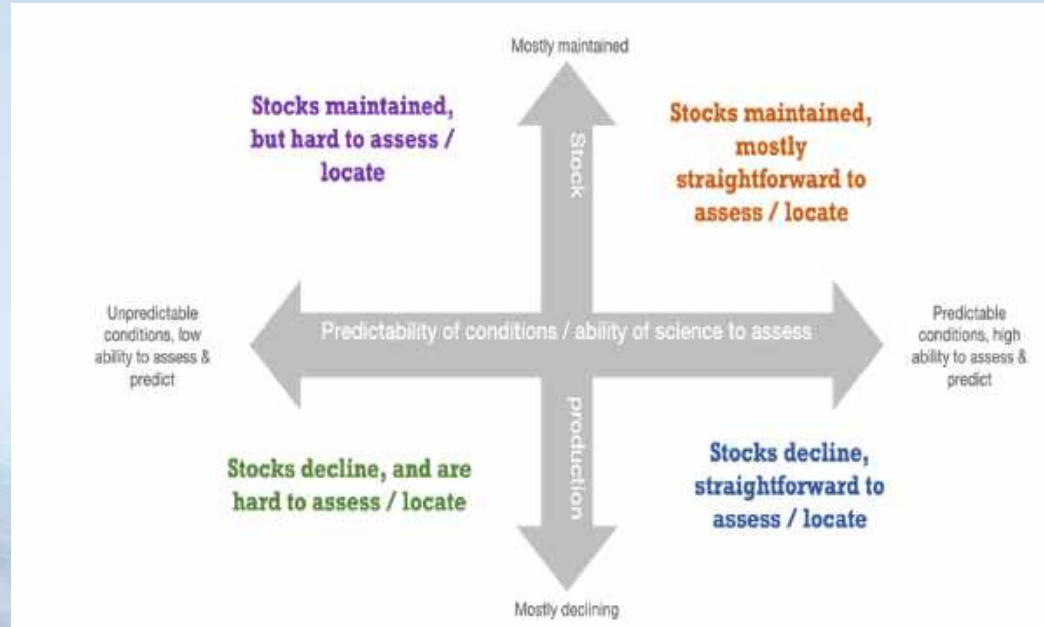 Mostly maintained
Stocks maintained,
but hard to assess /
locate
Stocks maintained,
mostly
straightforward to
assess / locate
Stock
Unpredictable
conditions, low
ability to assess &
predict
Predictability of conditions / ability of science to assess
Predictable
conditions, high
ability to assess &
predict
production
Stocks decline, and are
hard to assess / locate
Stocks decline,
straightforward to
assess / locate
Mostly declining